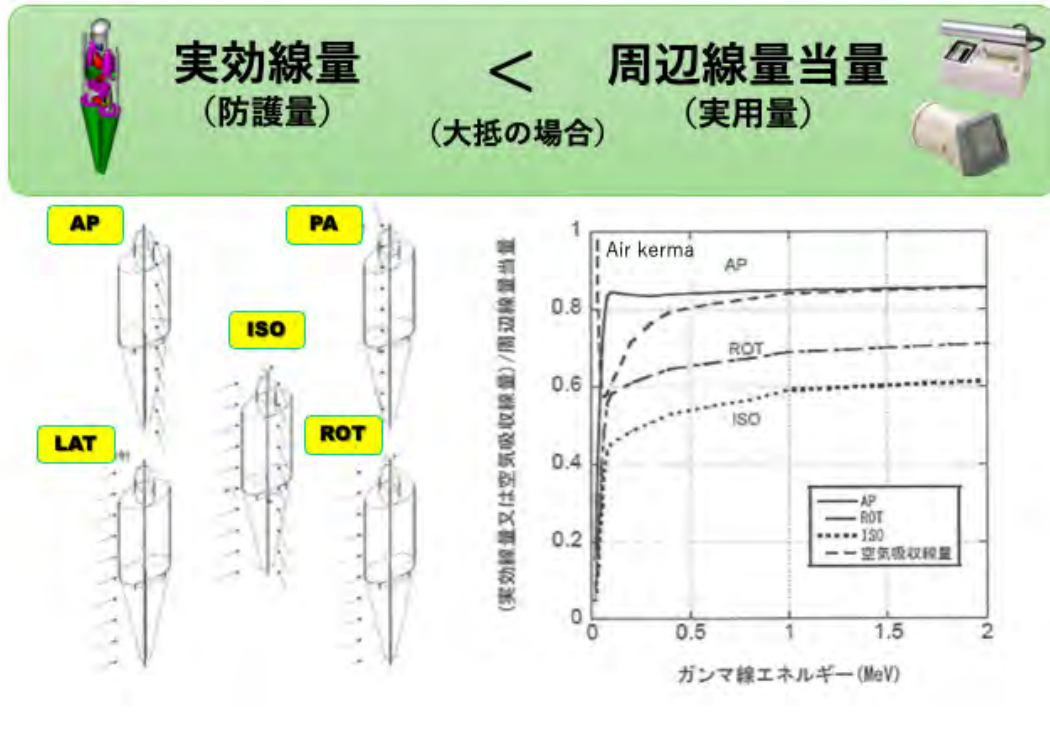 実効線量
（防護量）
＜
（大抵の場合）
周辺線量当量
（実用量）
AP
PA
ISO
LAT
ROT
(実効線量又は空気吸収線量)/周辺線量当量
1
0.8
0.6
0.4
0.2
0
Air kerma
AP
ROT
ISO
AP
ROT
ISO
空気吸収線量
0
0.5
1
1.5
2
ガンマ線エネルギー(MeV)